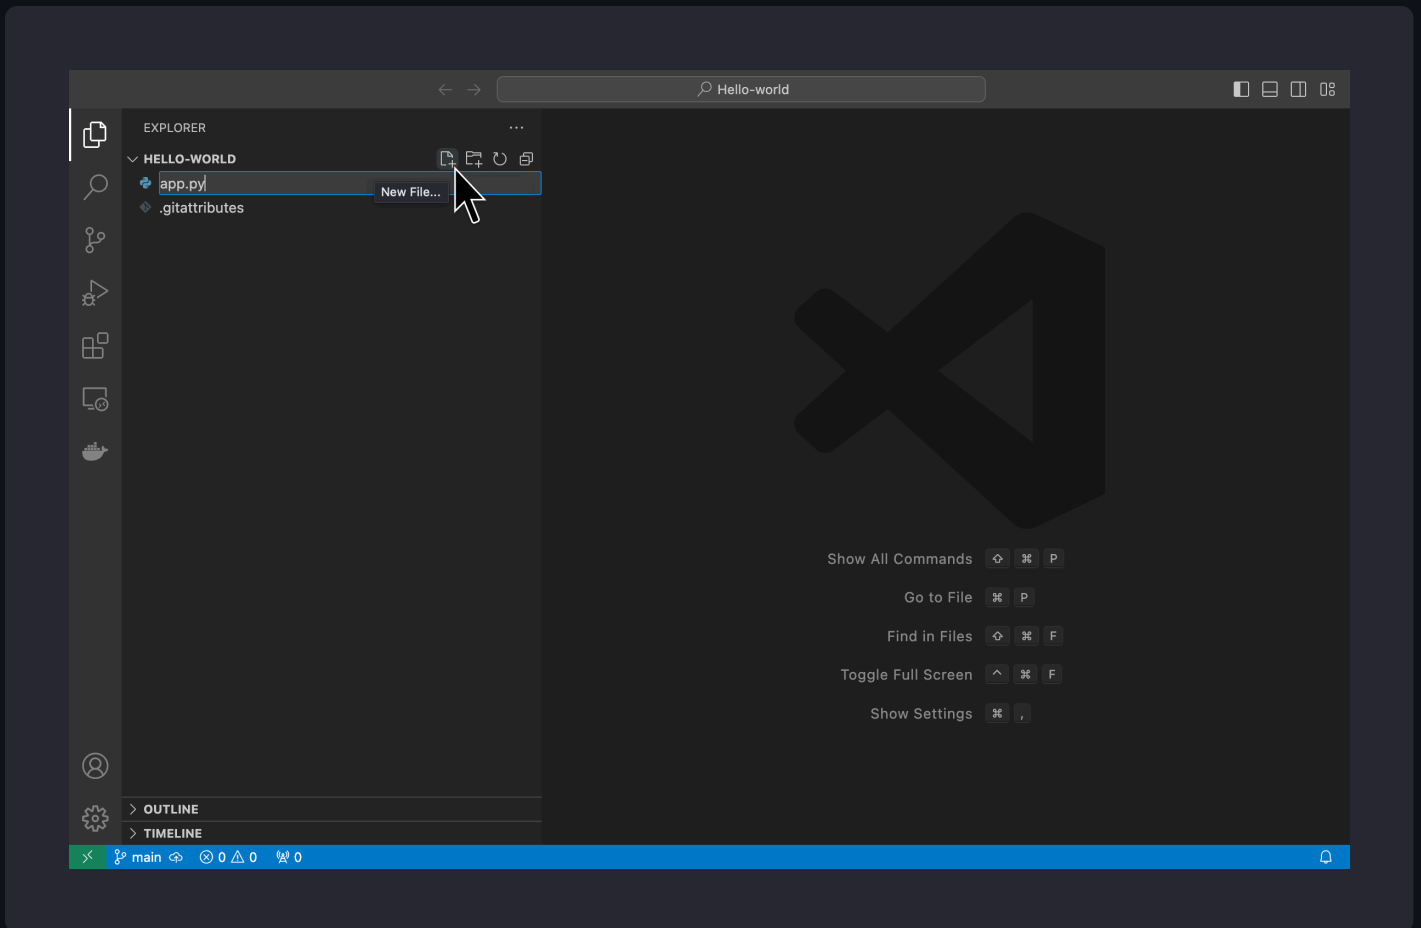 Hello-world
EXPLORER
HELLO-WORLD
app.py
New File...
.gitattributes
Show All Commands ⇧ ⌘ P
Go to File ⌘ P
Find in Files ⇧ ⌘ F
Toggle Full Screen ^ ⌘ F
Show Settings ⌘ ,
OUTLINE
TIMELINE
main 0 0 0